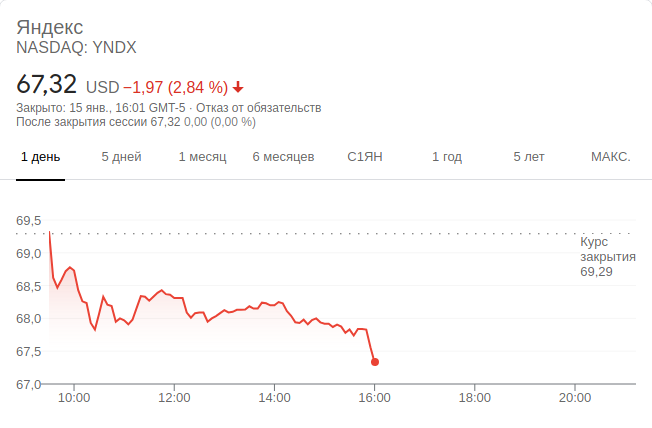 Яндекс
NASDAQ: YNDX
67,32 USD −1,97 (2,84 %)
Закрыто: 15 янв., 16:01 GMT-5 · Отказ от обязательств
После закрытия сессии 67,32 0,00 (0,00 %)
1 день 5 дней 1 месяц 6 месяцев С1ЯН 1 год 5 лет МАКС.
69,5
69,0
68,5
68,0
67,5
67,0
Курс
закрытия
69,29
10:00 12:00 14:00 16:00 18:00 20:00